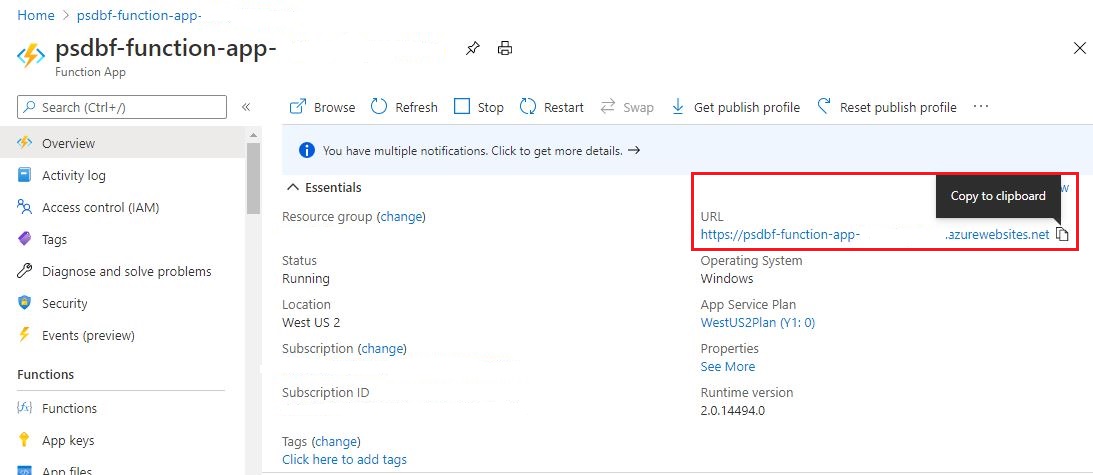 Home > psdbf-function-app-
psdbf-function-app-
Function App
Search (Ctrl+/)
«
Browse Refresh Stop Restart Swap Get publish profile Reset publish profile ...
Overview
Activity log
Access control (IAM)
Tags
Diagnose and solve problems
Security
Events (preview)
Functions
Functions
App keys
App files
You have multiple notifications. Click to get more details. →
Essentials
Copy to clipboard
Resource group (change)
URL
https://psdbf-function-app- .azurewebsites.net
Status
Running
Operating System
Windows
Location
West US 2
App Service Plan
WestUS2Plan (Y1: 0)
Subscription (change)
Properties
See More
Subscription ID
Runtime version
2.0.14494.0
Tags (change)
Click here to add tags